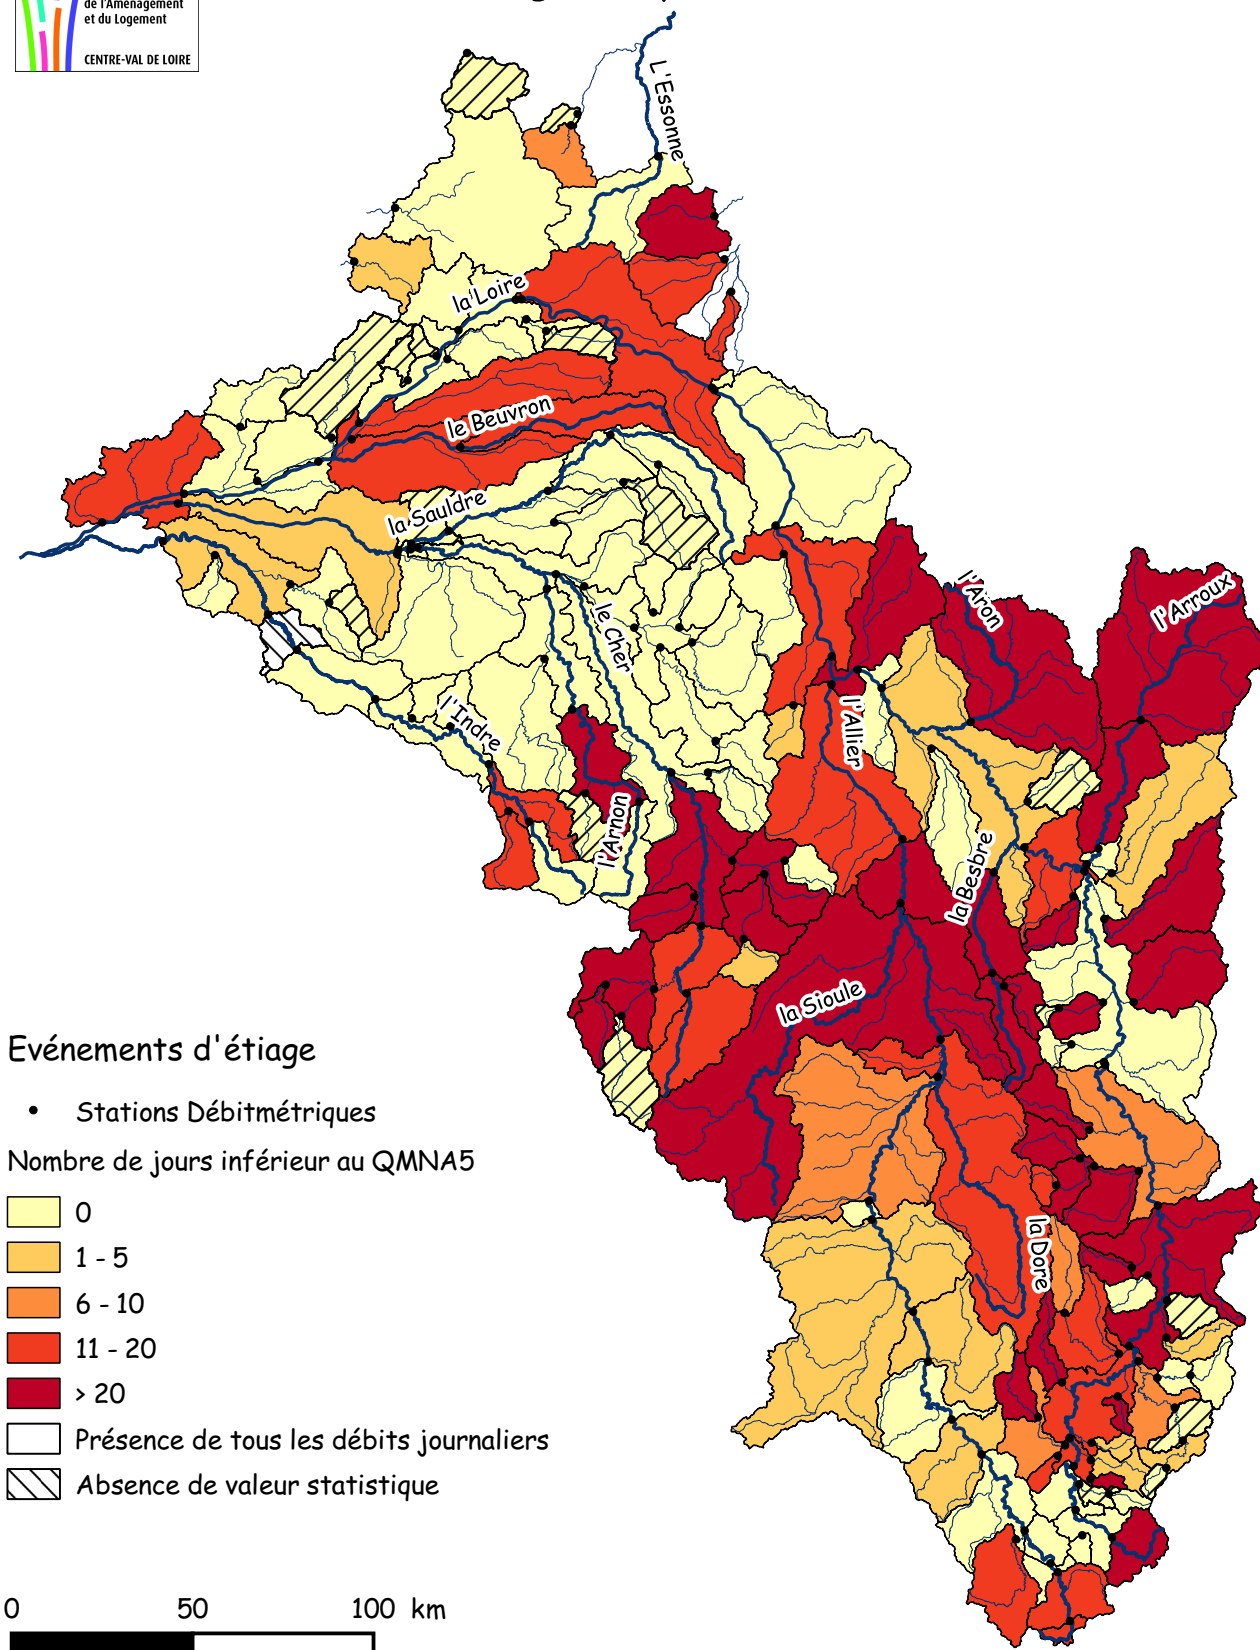 de l'Aménagement
et du Logement
CENTRE-VAL DE LOIRE
L'Essonne
la Loire
le Beuvron
la Sauldre
le Cher
l'Indre
l'Arnon
l'Allier
l'Aron
l'Arroux
la Besbre
la Sioule
la Dore
Evénements d'étiage
Stations Débitmétriques
Nombre de jours inférieur au QMNA5
0
1 - 5
6 - 10
11 - 20
> 20
Présence de tous les débits journaliers
Absence de valeur statistique
0 50 100 km